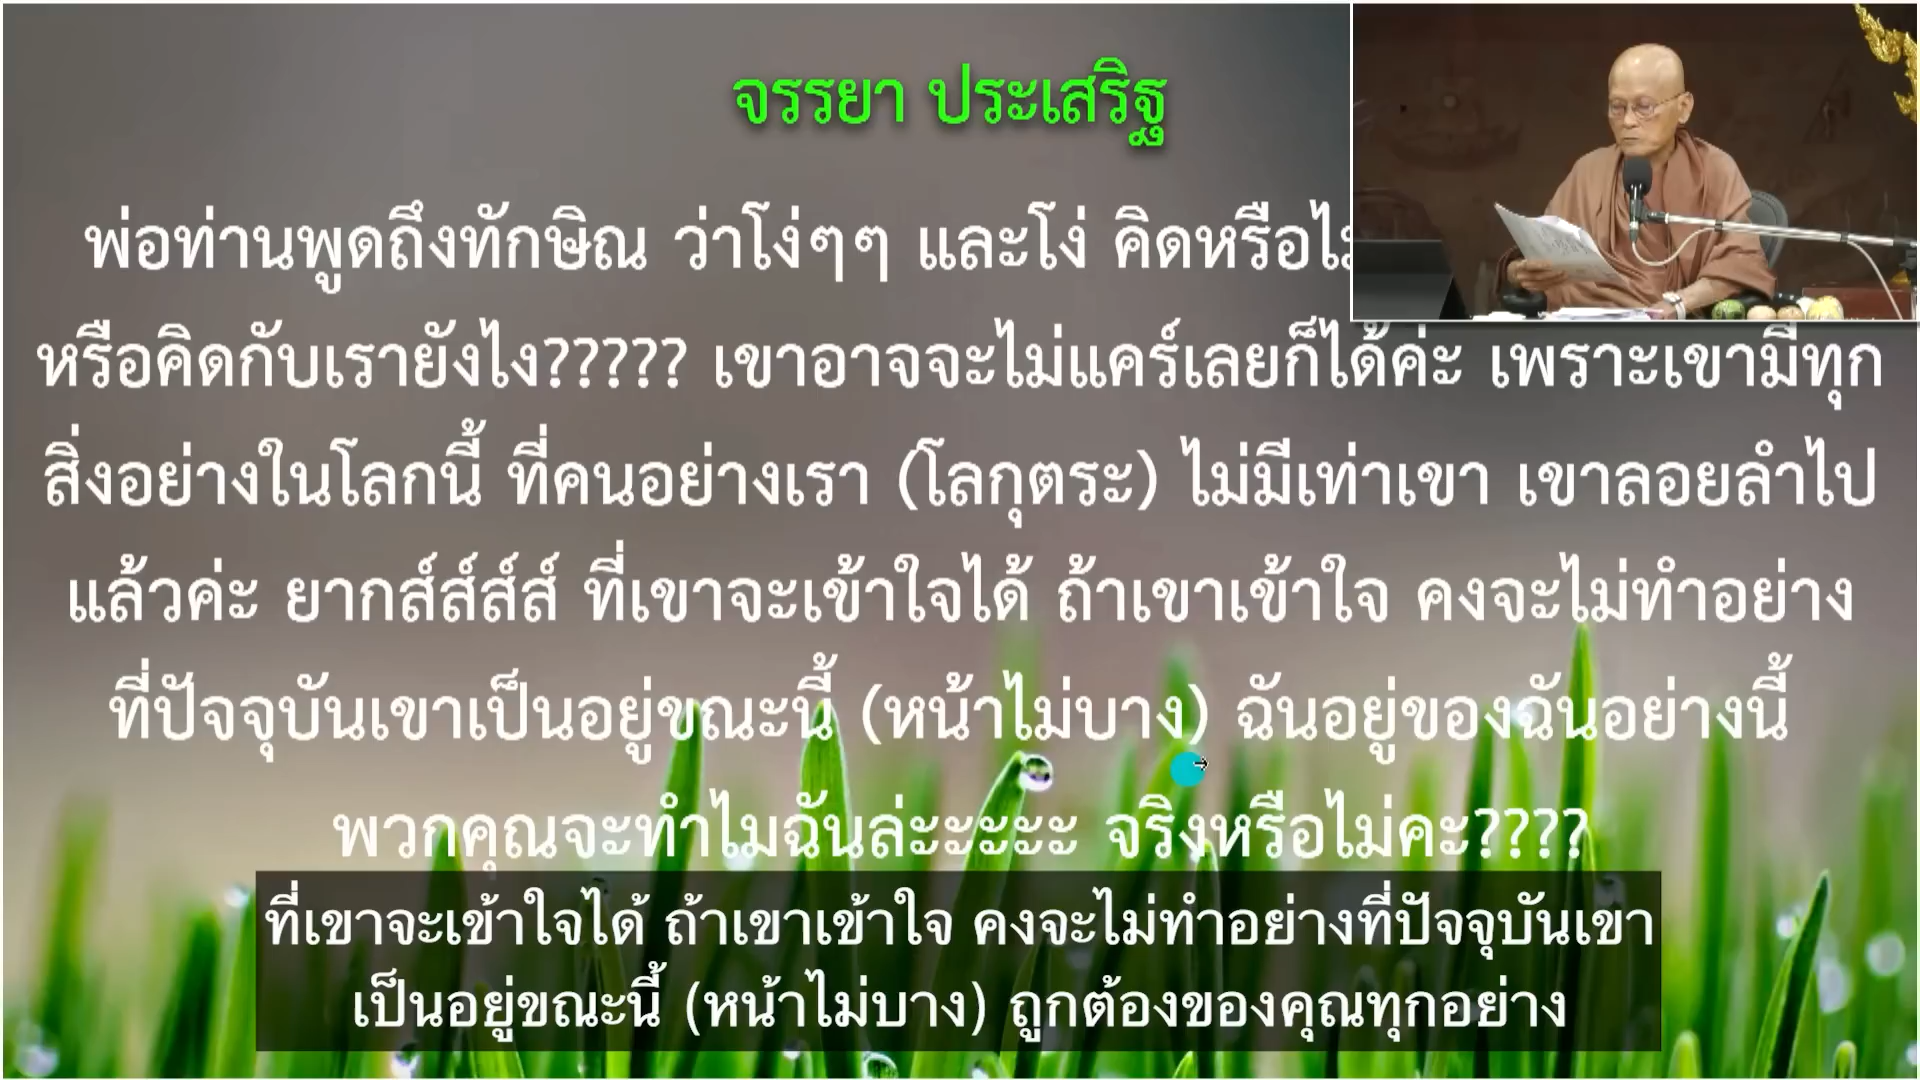 จรรยา ประเสริฐ
พ่อท่านพูดถึงทักษิณ ว่าโง่ๆๆ และโง่ คิดหรือ
หรือคิดกับเรายังไง????? เขาอาจจะไม่แคร์เลยก็ได้ค่ะ เพราะเขามีทุก
สิ่งอย่างในโลกนี้ ที่คนอย่างเรา (โลกุตระ) ไม่มีเท่าเขา เขาลอยลำไป
แล้วค่ะ ยากส์ส์ส์ส์ ที่เขาจะเข้าใจได้ ถ้าเขาเข้าใจ คงจะไม่ทำอย่าง
ที่ปัจจุบันเขาเป็นอยู่ขณะนี้ (หน้าไม่บาง) ฉันอยู่ของฉันอย่างนี้
พวกคุณจะทำไมฉันล่ะะะะะ จริงหรือไม่คะ????
ที่เขาจะเข้าใจได้ ถ้าเขาเข้าใจ คงจะไม่ทำอย่างที่ปัจจุบันเขา
เป็นอยู่ขณะนี้ (หน้าไม่บาง) ถูกต้องของคุณทุกอย่าง